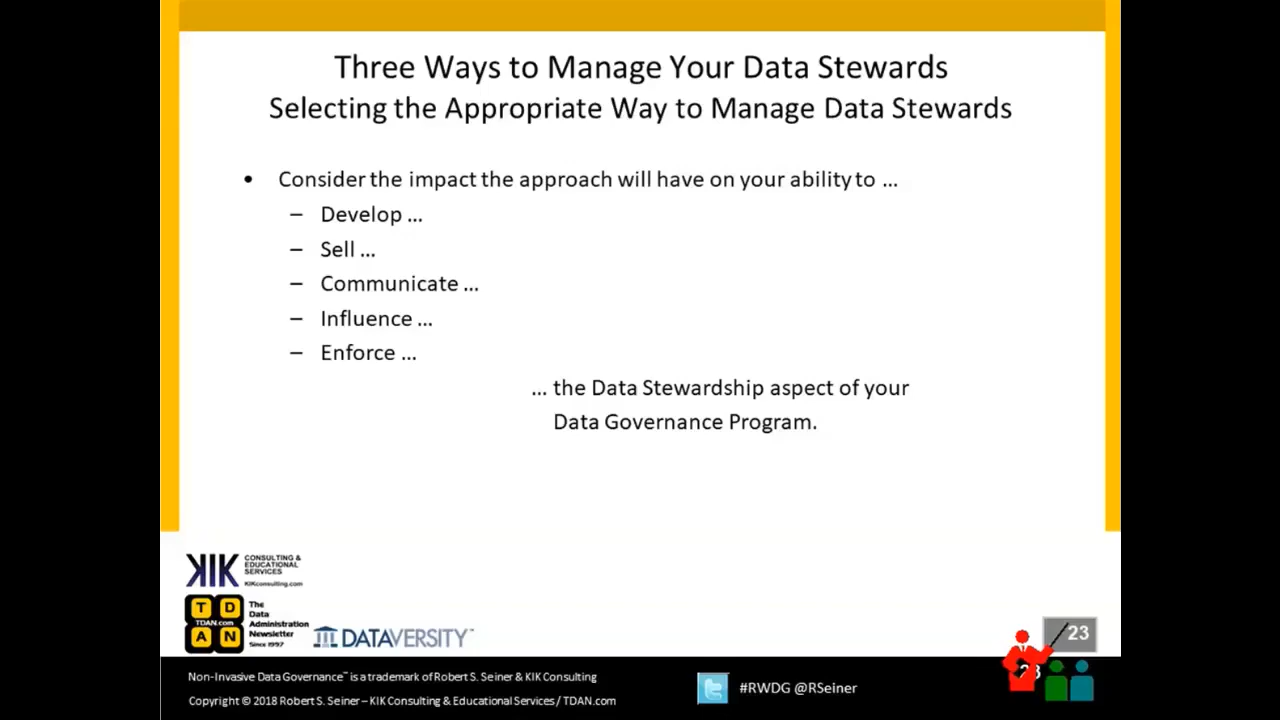 Three Ways to Manage Your Data Stewards
Selecting the Appropriate Way to Manage Data Stewards
• Consider the impact the approach will have on your ability to ...
– Develop ...
– Sell ...
– Communicate ...
– Influence ...
– Enforce ...
... the Data Stewardship aspect of your
Data Governance Program.
KIK
CONSULTING &
EDUCATIONAL
SERVICES
KIKconsulting.com
T D
TDAN.com
A N
The
Data
Administration
Newsletter
Since 1997
DATAVERSITY™
23
23
Non-Invasive Data Governance™ is a trademark of Robert S. Seiner & KIK Consulting
Copyright © 2018 Robert S. Seiner – KIK Consulting & Educational Services / TDAN.com
#RWDG @RSeiner